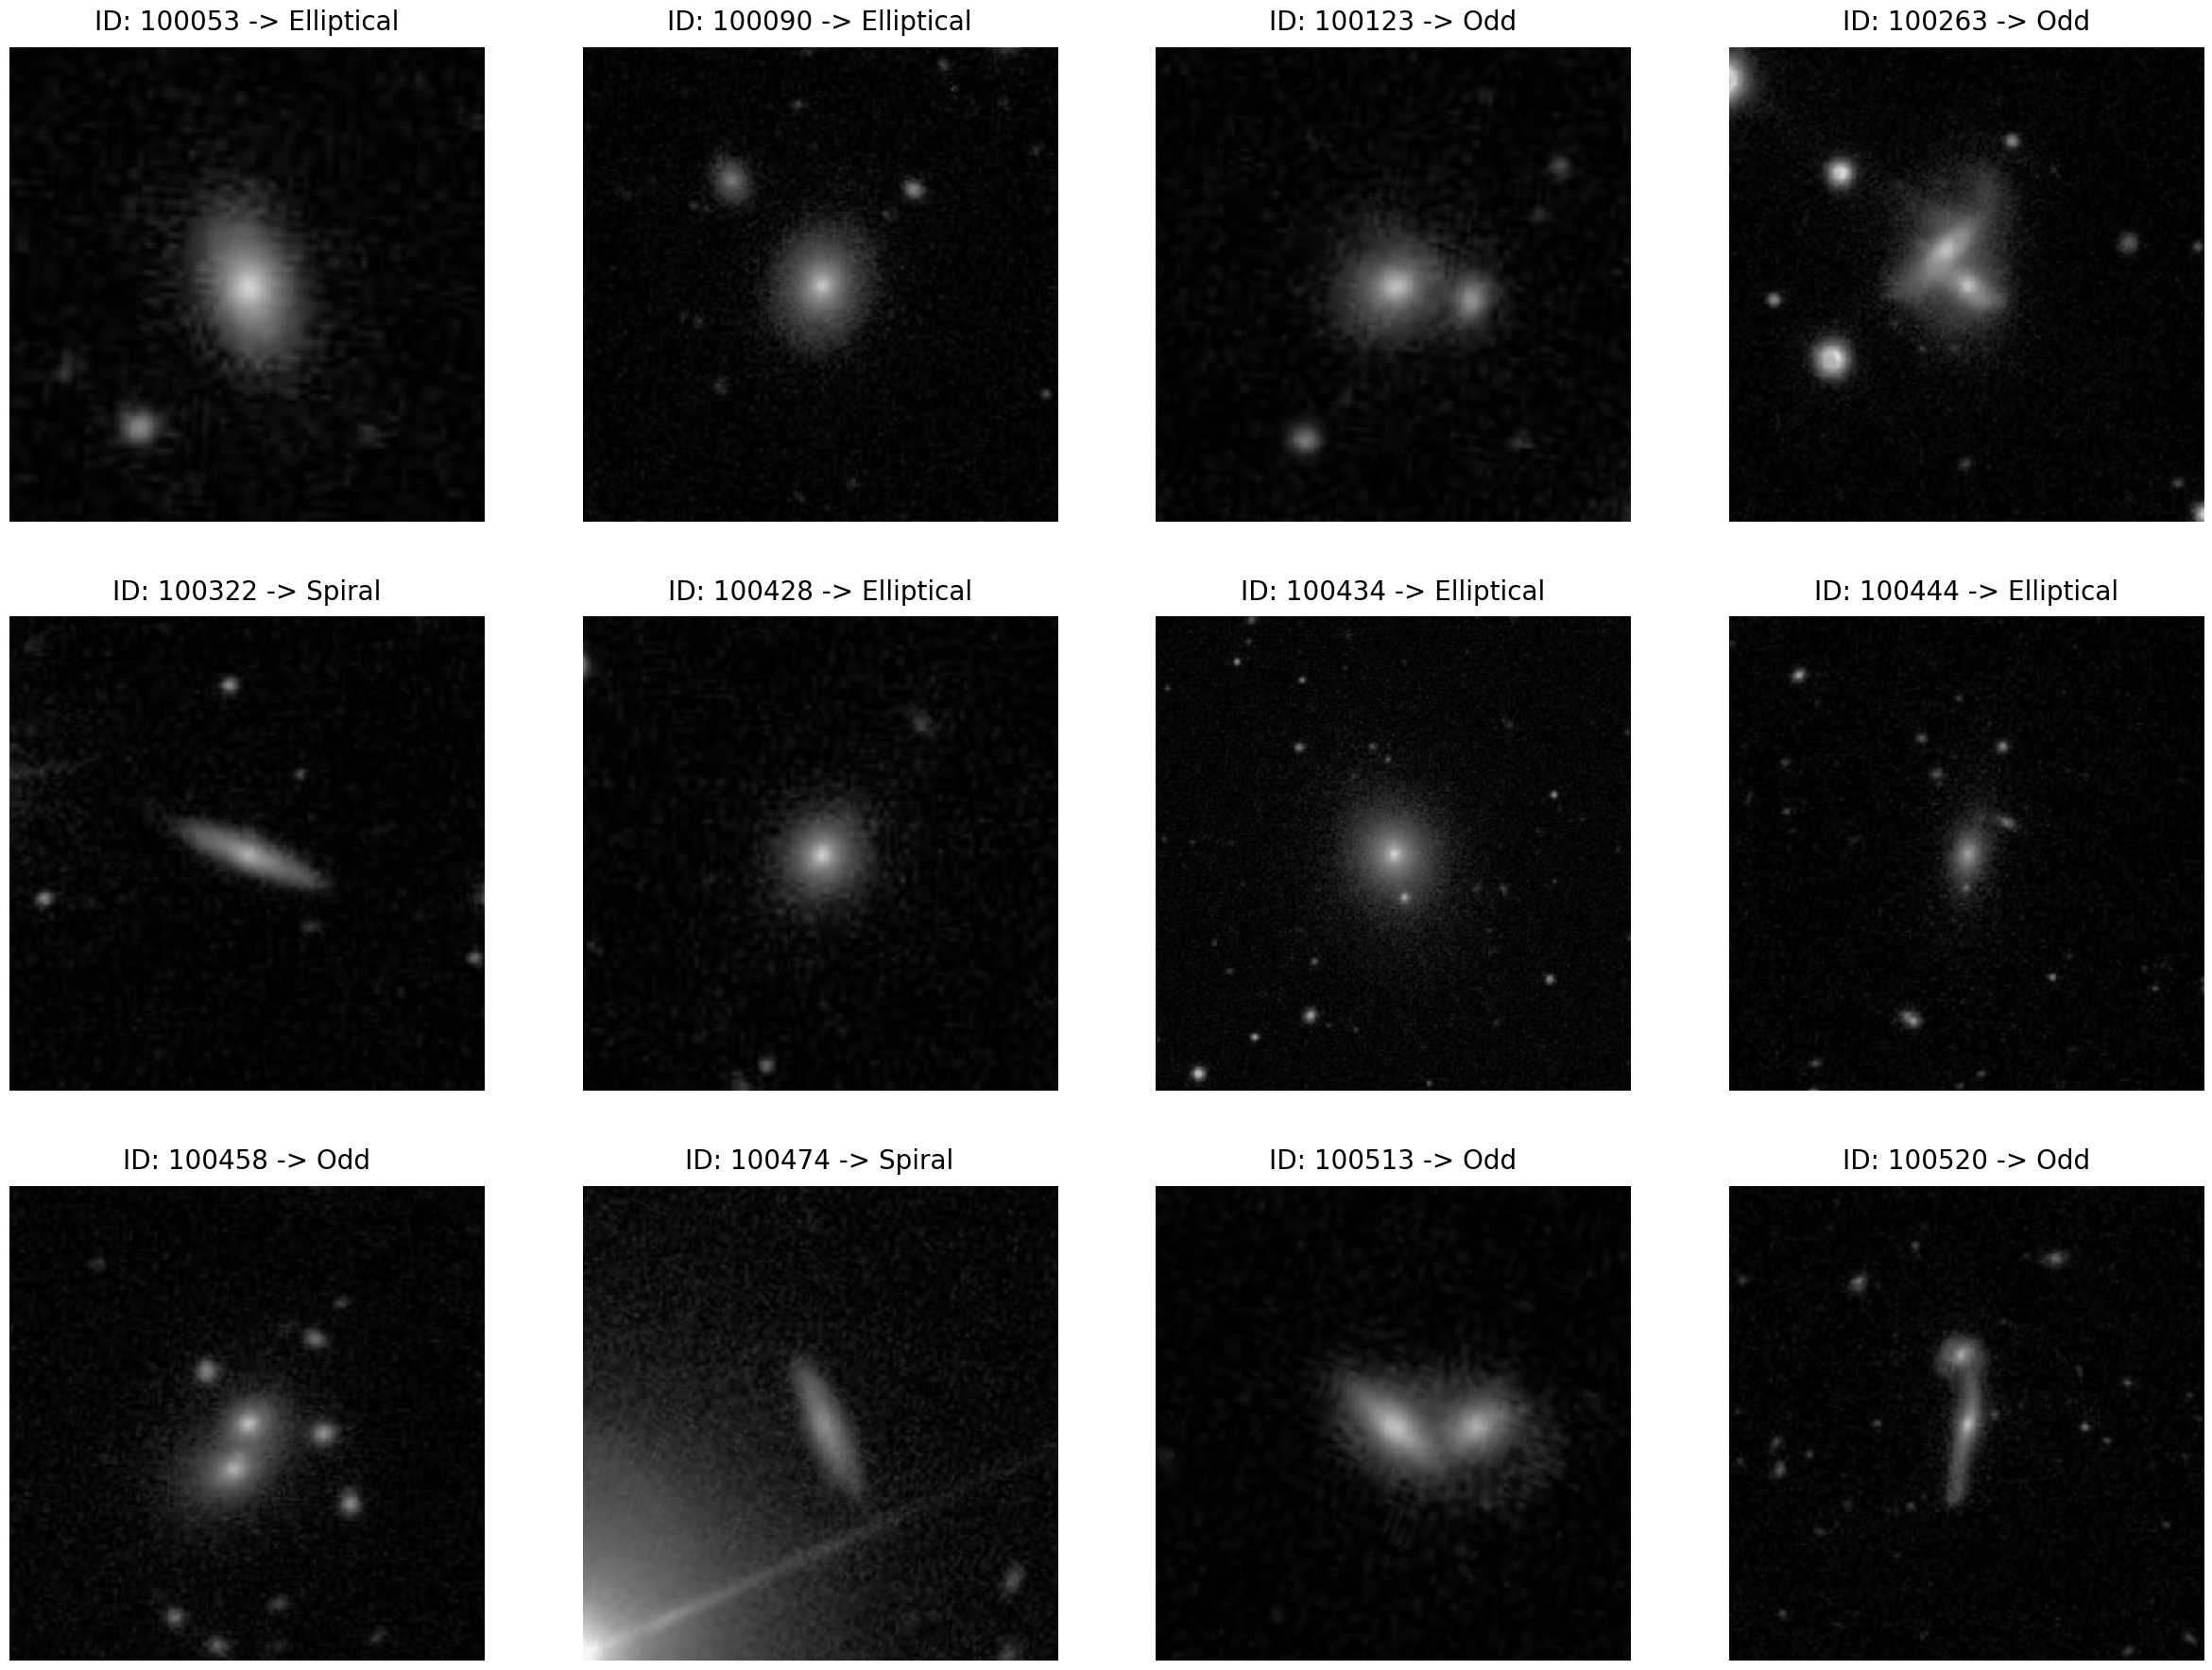 ID: 100053 -> Elliptical
ID: 100090 -> Elliptical
ID: 100123 -> Odd
ID: 100263 -> Odd
ID: 100322 -> Spiral
ID: 100428 -> Elliptical
ID: 100434 -> Elliptical
ID: 100444 -> Elliptical
ID: 100458 -> Odd
ID: 100474 -> Spiral
ID: 100513 -> Odd
ID: 100520 -> Odd